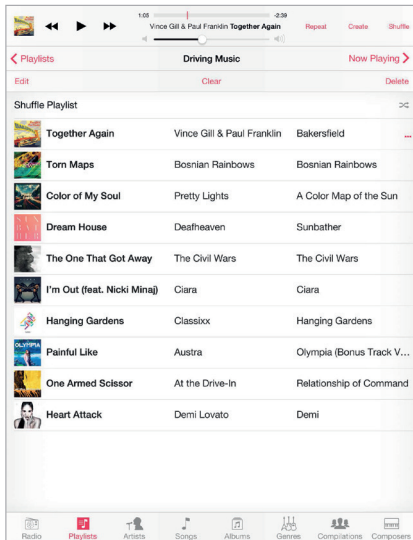 1:05 -2:39
Vince Gill & Paul Franklin Together Again
Repeat Create Shuffle
Playlists Driving Music Now Playing
Edit Clear Delete
Shuffle Playlist
Together Again Vince Gill & Paul Franklin Bakersfield ...
Torn Maps Bosnian Rainbows Bosnian Rainbows
Color of My Soul Pretty Lights A Color Map of the Sun
Dream House Deafheaven Sunbather
The One That Got Away The Civil Wars The Civil Wars
I'm Out (feat. Nicki Minaj) Ciara Ciara
Hanging Gardens Classixx Hanging Gardens
OLYMPIA
Painful Like Austra Olympia (Bonus Track V...
One Armed Scissor At the Drive-In Relationship of Command
Heart Attack Demi Lovato Demi
Radio Playlists Artists Songs Albums Genres Compilations Composers